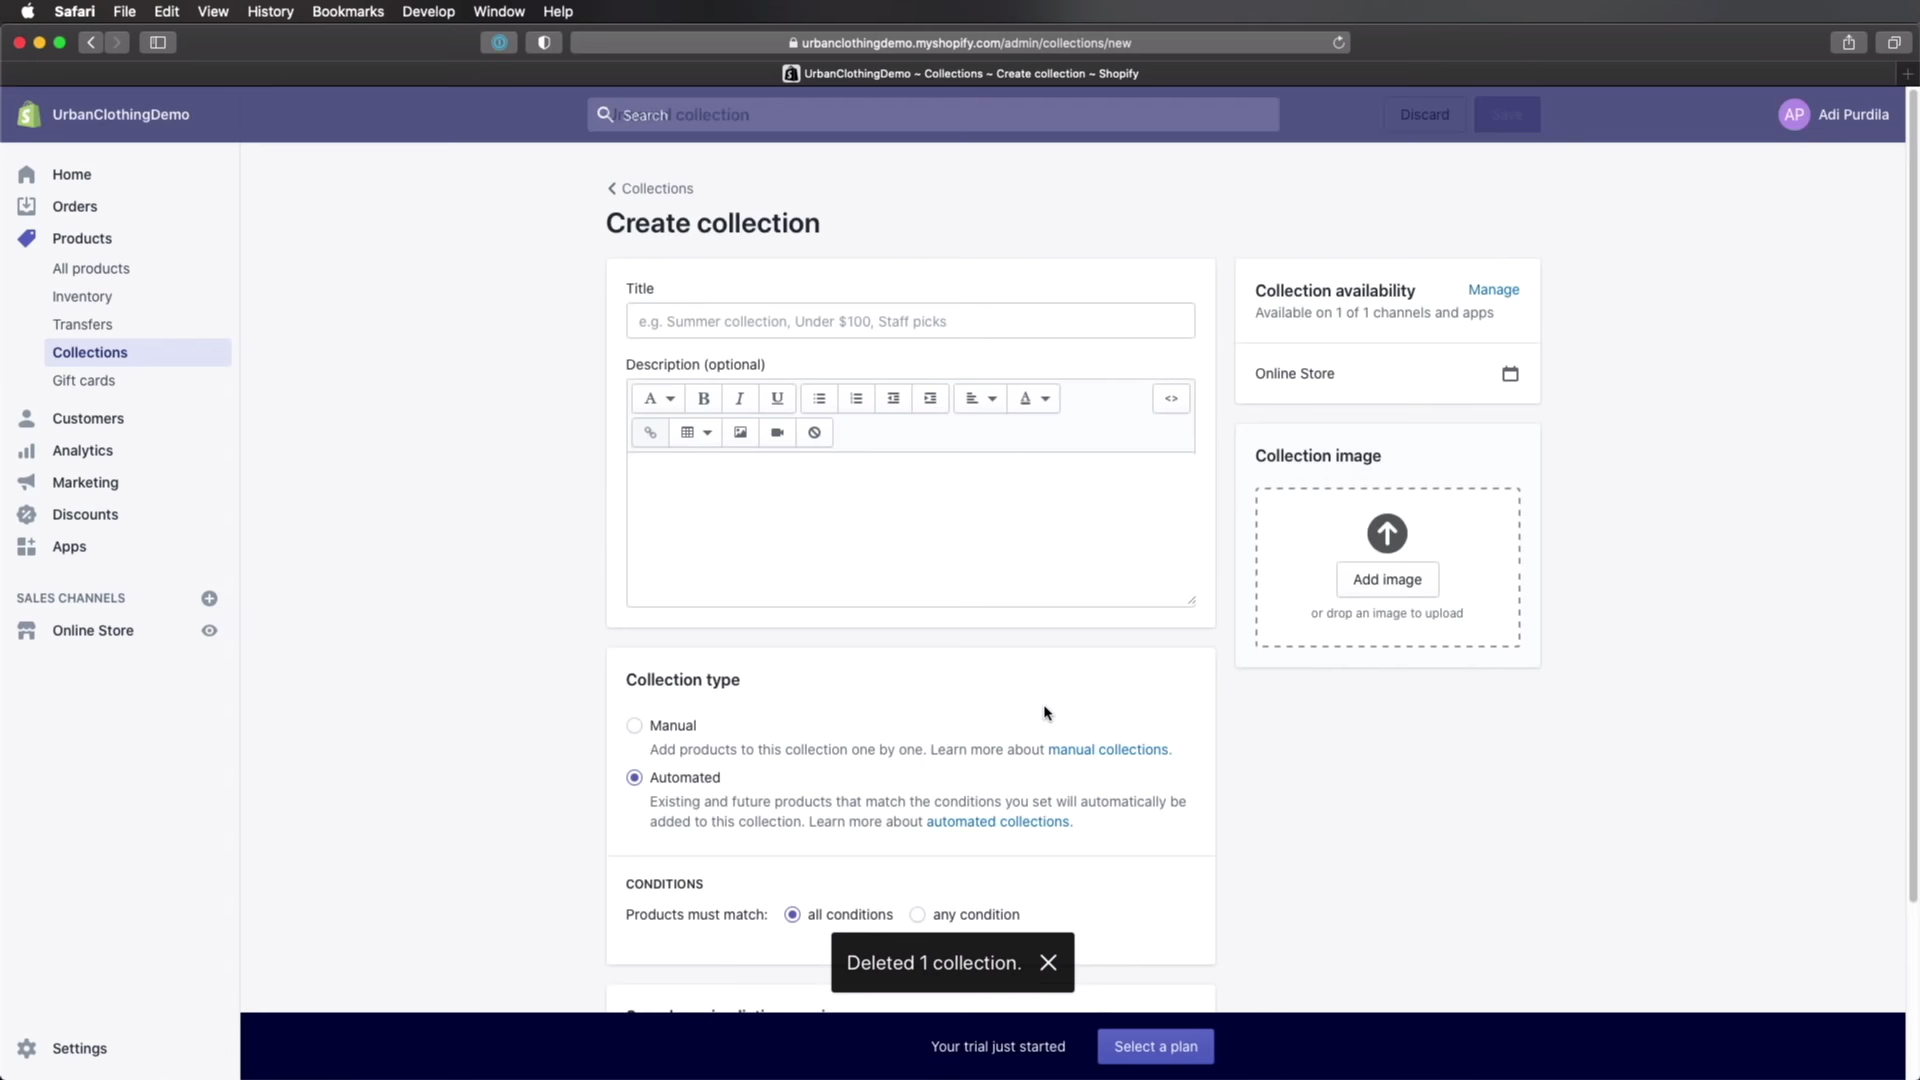 Safari File Edit View History Bookmarks Develop Window Help
urbanclothingdemo.myshopify.com/admin/collections/new
UrbanClothingDemo ~ Collections ~ Create collection ~ Shopify
UrbanClothingDemo
Search
collection
Discard
Save
AP Adi Purdila
Home
Orders
Products
All products
Inventory
Transfers
Collections
Gift cards
Customers
Analytics
Marketing
Discounts
Apps
SALES CHANNELS
Online Store
Settings
Collections
Create collection
Title
e.g. Summer collection, Under $100, Staff picks
Description (optional)
A B I U A <>
Collection type
Manual
Add products to this collection one by one. Learn more about manual collections.
Automated
Existing and future products that match the conditions you set will automatically be
added to this collection. Learn more about automated collections.
CONDITIONS
Products must match: all conditions any condition
Collection availability Manage
Available on 1 of 1 channels and apps
Online Store
Collection image
Add image
or drop an image to upload
Deleted 1 collection.
Your trial just started Select a plan